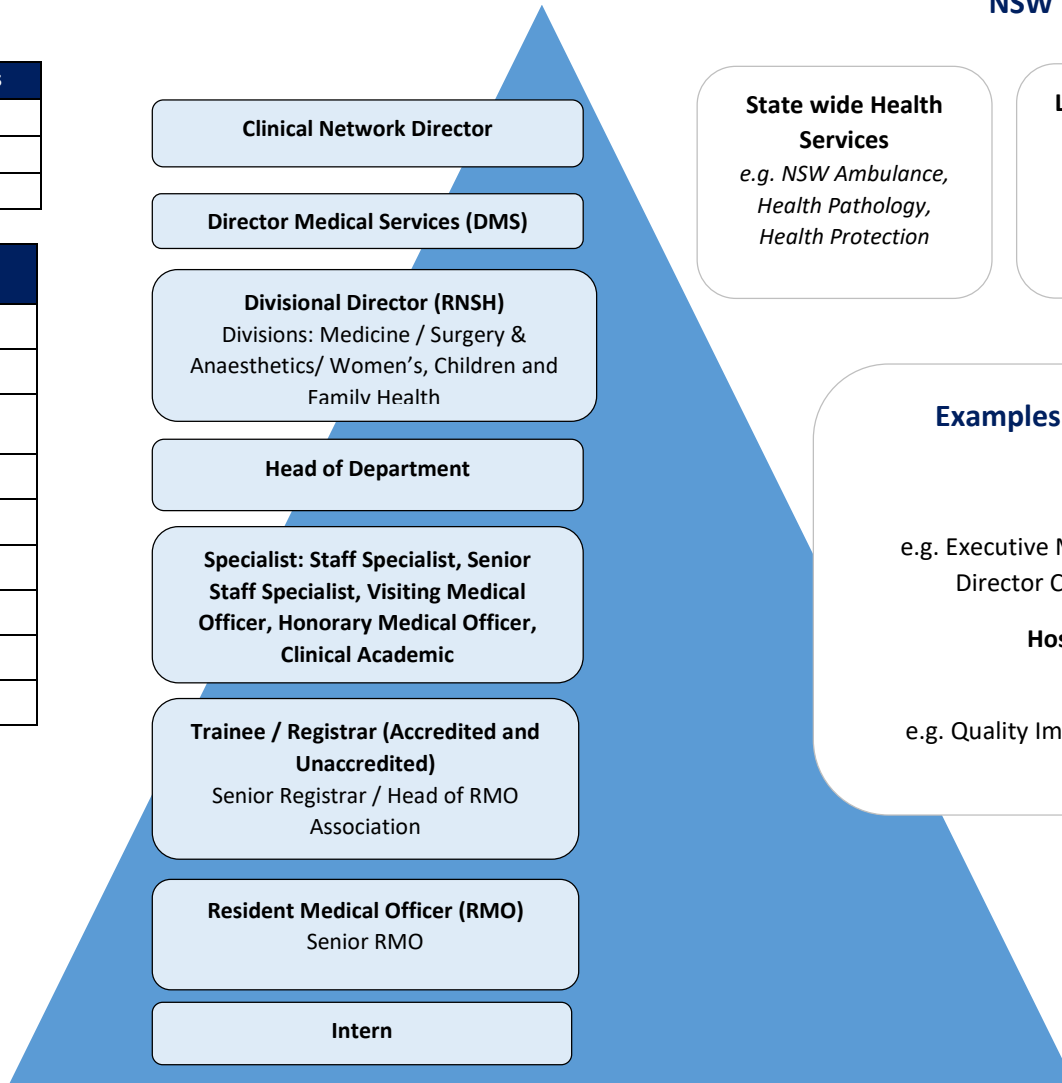 NSW
s
Clinical Network Director
Director Medical Services (DMS)
Divisional Director (RNSH)
Divisions: Medicine / Surgery &
Anaesthetics/ Women’s, Children and
Family Health
Head of Department
Specialist: Staff Specialist, Senior
Staff Specialist, Visiting Medical
Officer, Honorary Medical Officer,
Clinical Academic
Trainee / Registrar (Accredited and
Unaccredited)
Senior Registrar / Head of RMO
Association
Resident Medical Officer (RMO)
Senior RMO
Intern
State wide Health
Services
e.g. NSW Ambulance,
Health Pathology,
Health Protection
L
Examples
e.g. Executive M
Director C
Hos
e.g. Quality Im